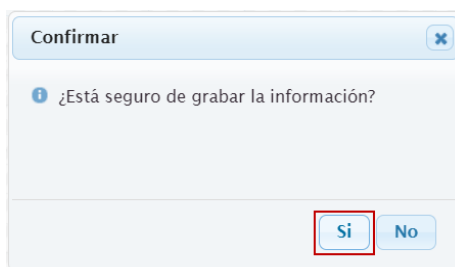 Confirmar
¿Está seguro de grabar la información?
Si No